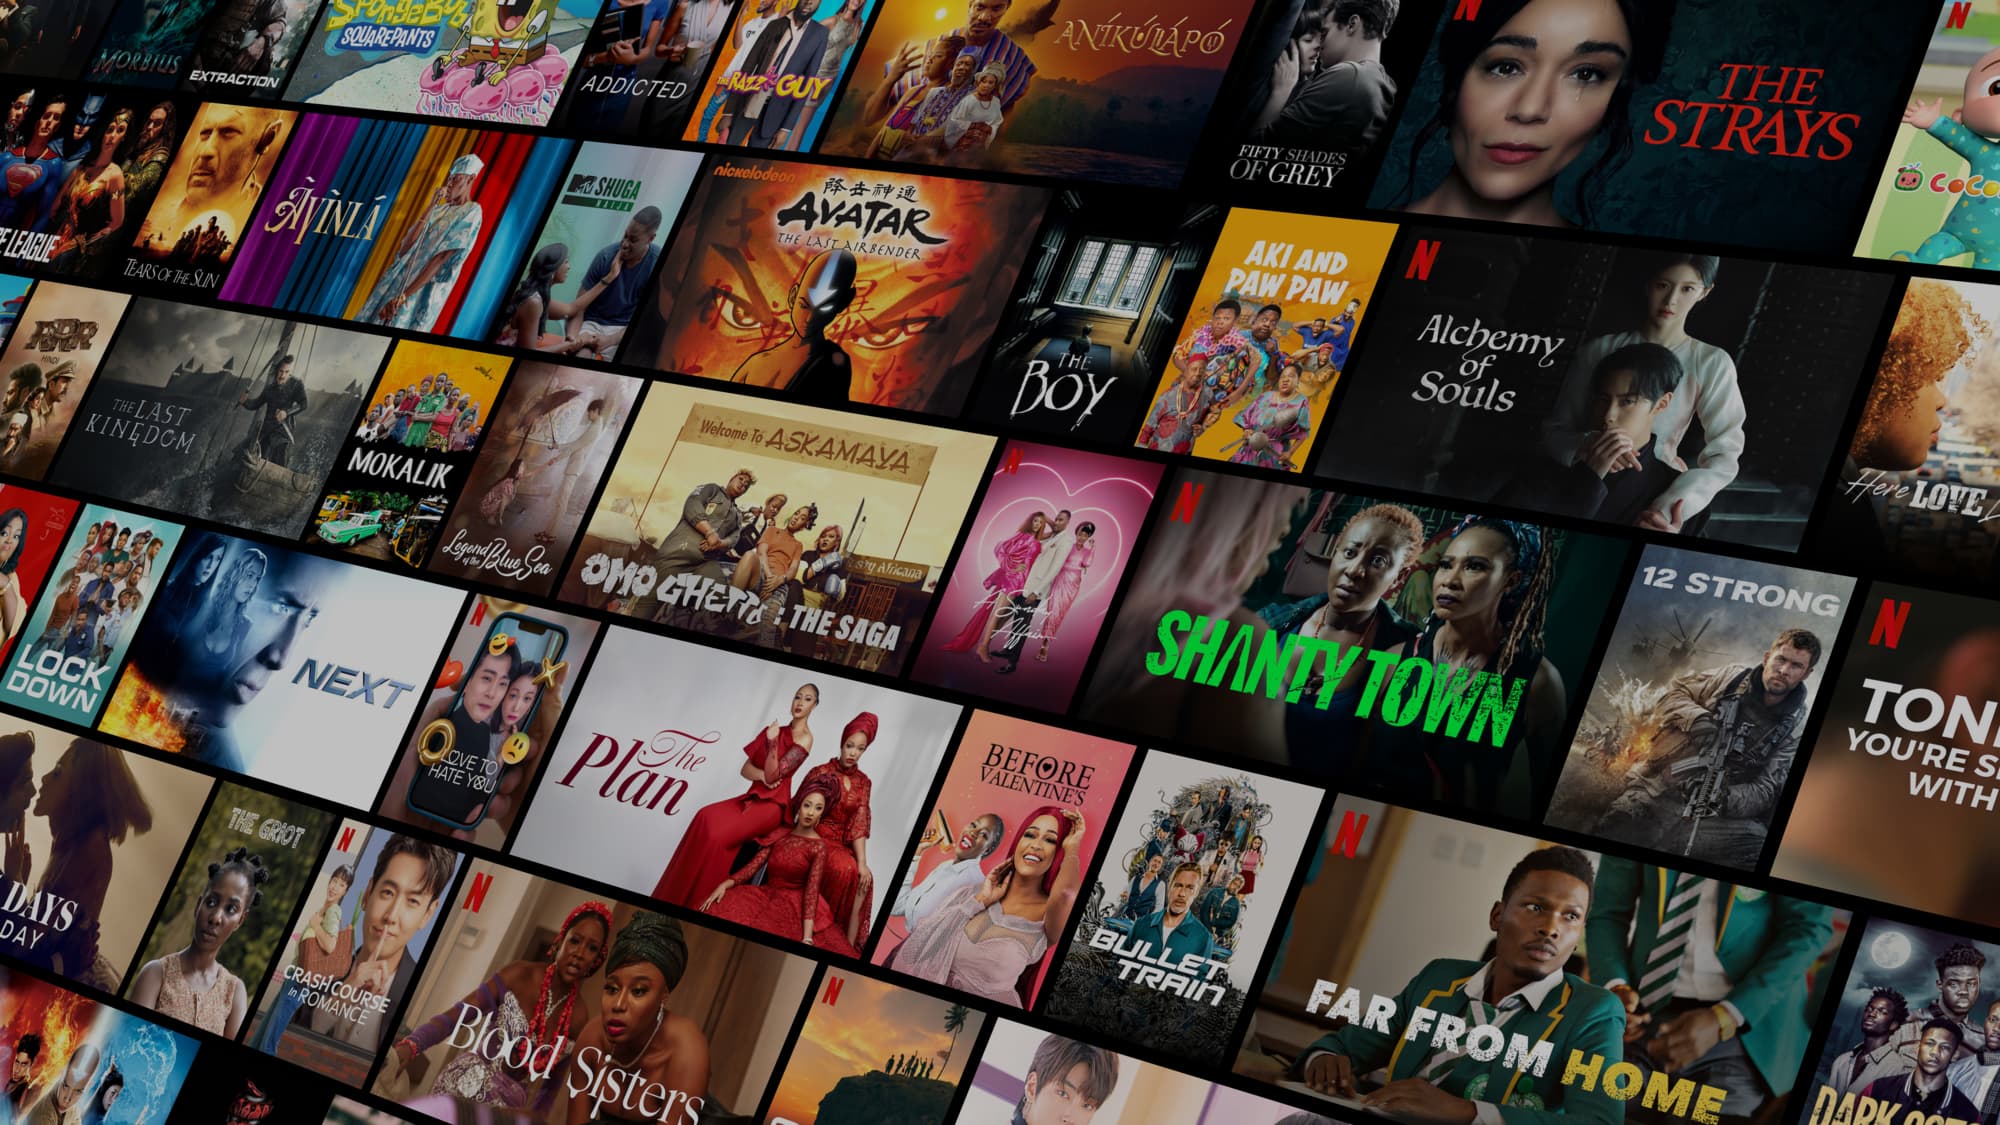 MORBIUS
EXTRACTION
SPONGEBOB
SQUAREPANTS
ADDICTED
THE RAZZ GUY
ANÍKÚLÁPÓ
FIFTY SHADES
OF GREY
N
THE
STRAYS
N
LEAGUE
TEARS OF THE SUN
ÀYÌNLÁ
MTV SHUGA
NAIJA
nickelodeon
降去神通
AVATAR
THE LAST AIRBENDER
THE
BOY
AKI AND
PAW PAW
N
Alchemy
of
Souls
Here LOVE
RRR
HINDI
THE LAST
KINGDOM
MOKALIK
Legend
of the Blue Sea
Welcome To ASKAMAYA
OMO GHETTO: THE SAGA
N
A Sunday
Affair
N
SHANTY TOWN
12 STRONG
N
YOU'RE
WITH
LOCK
DOWN
NEXT
N
LOVE TO
HATE YOU
The
Plan
BEFORE
VALENTINE'S
BULLET
TRAIN
N
FAR FROM HOME
DAYS
DAY
THE GRIOT
N
CRASH COURSE
IN ROMANCE
N
Blood Sisters
N
DARK